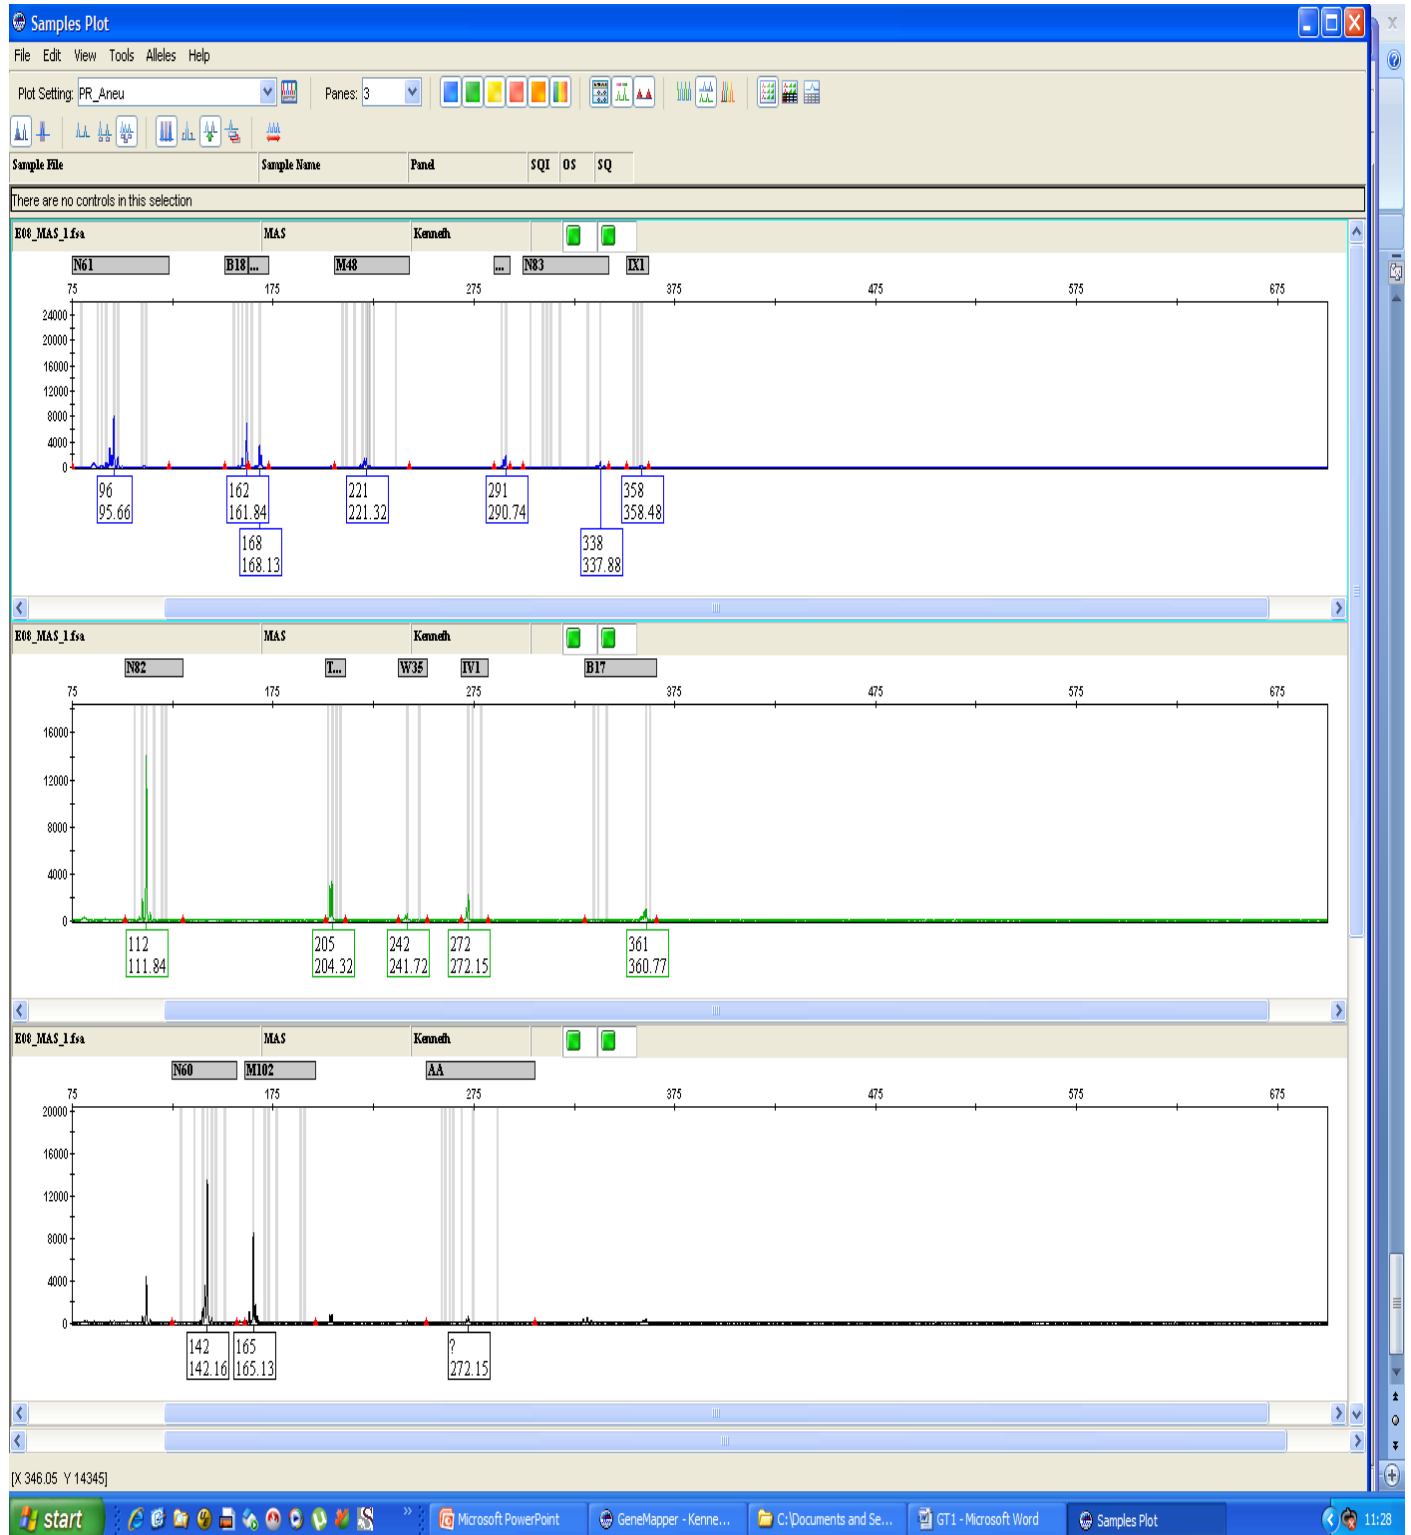 Samples Plot
File Edit View Tools Alleles Help
Plot Setting: PR_Aneu Panes: 3
Sample File Sample Name Panel SQI OS SQ
There are no controls in this selection
E08_MAS_1.fsa MAS Kenneth
N61 B18 ... M48 ... N83 IX1
75 175 275 375 475 575 675
24000
20000
16000
12000
8000
4000
0
96 162 221 291 358
95.66 161.84 221.32 290.74 358.48
168 338
168.13 337.88
E08_MAS_1.fsa MAS Kenneth
N82 T... W35 IV1 B17
75 175 275 375 475 575 675
16000
12000
8000
4000
0
112 205 242 272 361
111.84 204.32 241.72 272.15 360.77
E08_MAS_1.fsa MAS Kenneth
N60 M102 AA
75 175 275 375 475 575 675
20000
16000
12000
8000
4000
0
142 165 ?
142.16 165.13 272.15
[X 346.05 Y 14345]
start » Microsoft PowerPoint GeneMapper - Kenne... C:\Documents and Se... GT1 - Microsoft Word Samples Plot 11:28